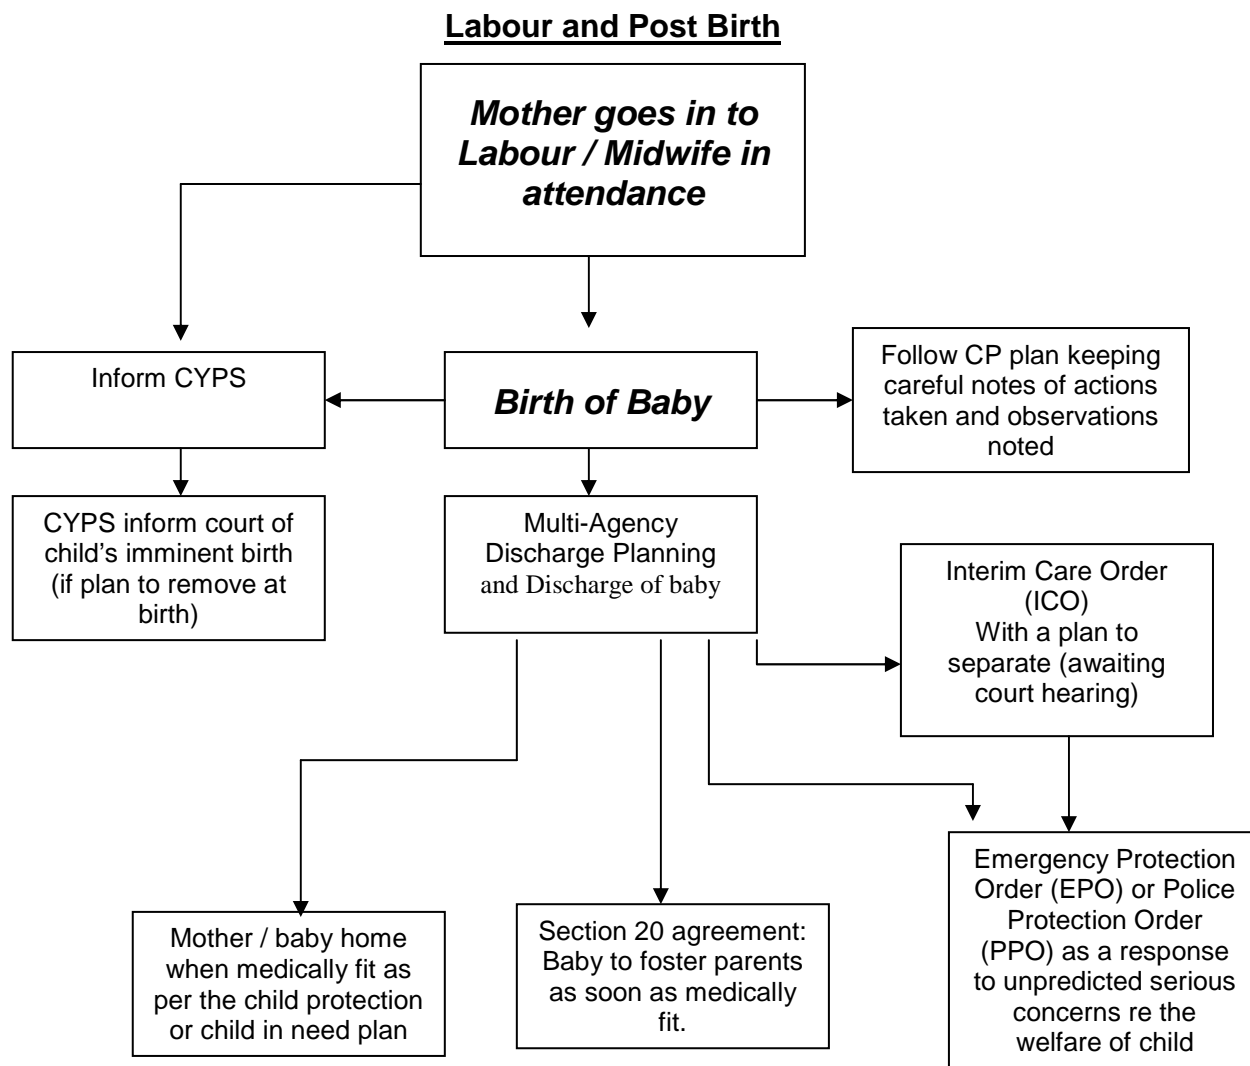 Labour and Post Birth
Mother goes in to
Labour / Midwife in
attendance
Inform CYPS
Birth of Baby
Follow CP plan keeping
careful notes of actions
taken and observations
noted
CYPS inform court of
child’s imminent birth
(if plan to remove at
birth)
Multi-Agency
Discharge Planning
and Discharge of baby
Interim Care Order
(ICO)
With a plan to
separate (awaiting
court hearing)
Mother / baby home
when medically fit as
per the child protection
or child in need plan
Section 20 agreement:
Baby to foster parents
as soon as medically
fit.
Emergency Protection
Order (EPO) or Police
Protection Order
(PPO) as a response
to unpredicted serious
concerns re the
welfare of child